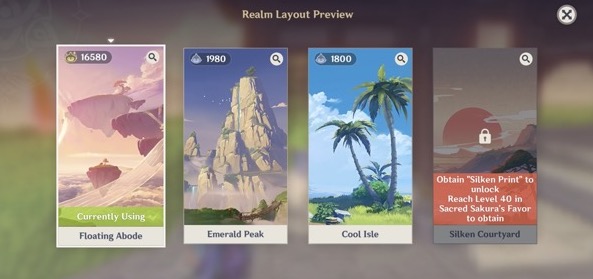 Realm Layout Preview
16580
1980
1800
Obtain "Silken Print" to
unlock
Reach Level 40 in
Sacred Sakura's Favor
to obtain
Currently Using
Floating Abode
Emerald Peak
Cool Isle
Silken Courtyard